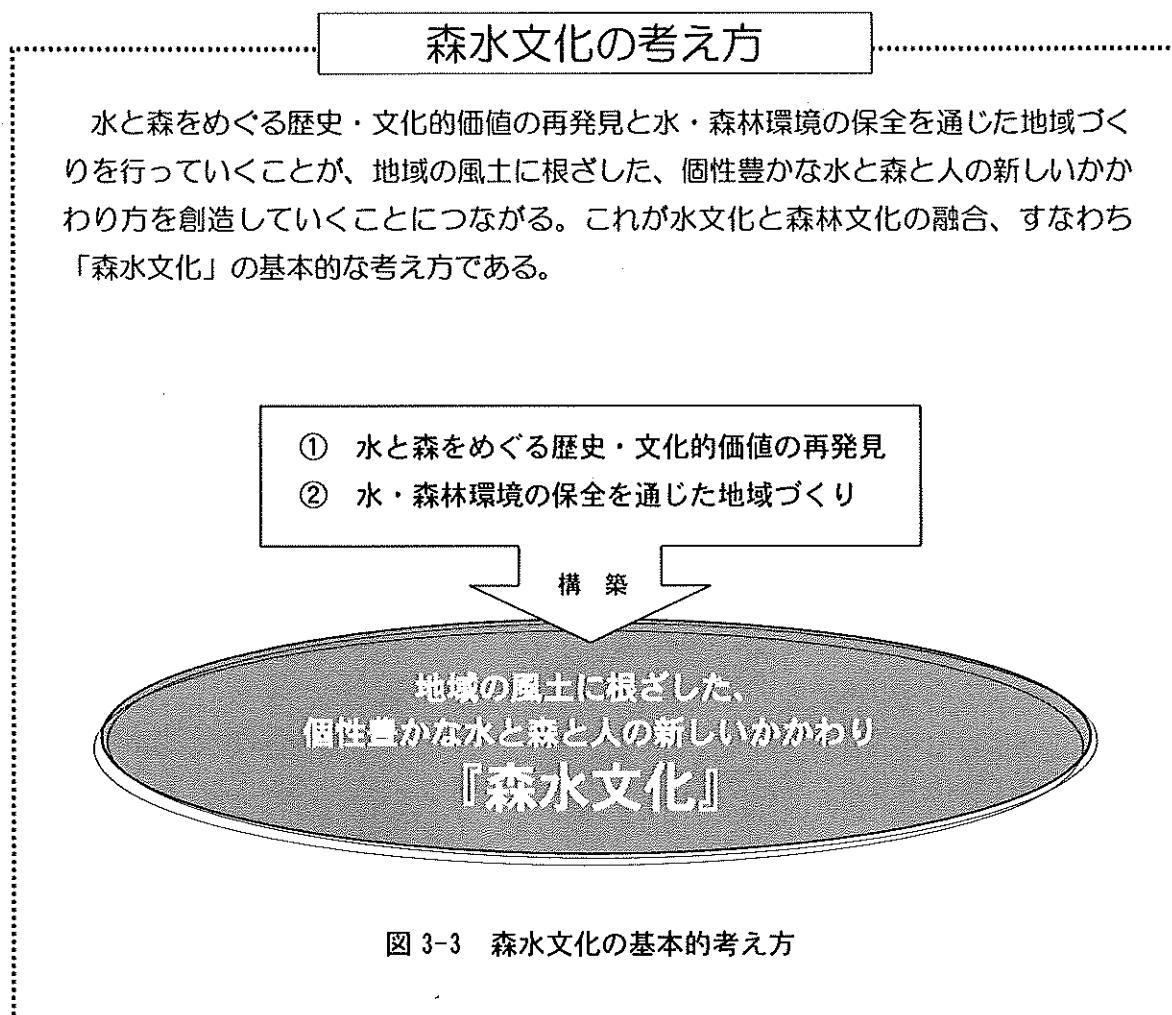 森水文化の考え方
水と森をめぐる歴史・文化的価値の再発見と水・森林環境の保全を通じた地域づく
りを行っていくことが、地域の風土に根ざした、個性豊かな水と森と人の新しいかか
わり方を創造していくことにつながる。これが水文化と森林文化の融合、すなわち
「森水文化」の基本的な考え方である。
① 水と森をめぐる歴史・文化的価値の再発見
② 水・森林環境の保全を通じた地域づくり
構 築
地域の風土に根ざした、
個性豊かな水と森と人の新しいかかわり
『森水文化』
図 3-3 森水文化の基本的考え方